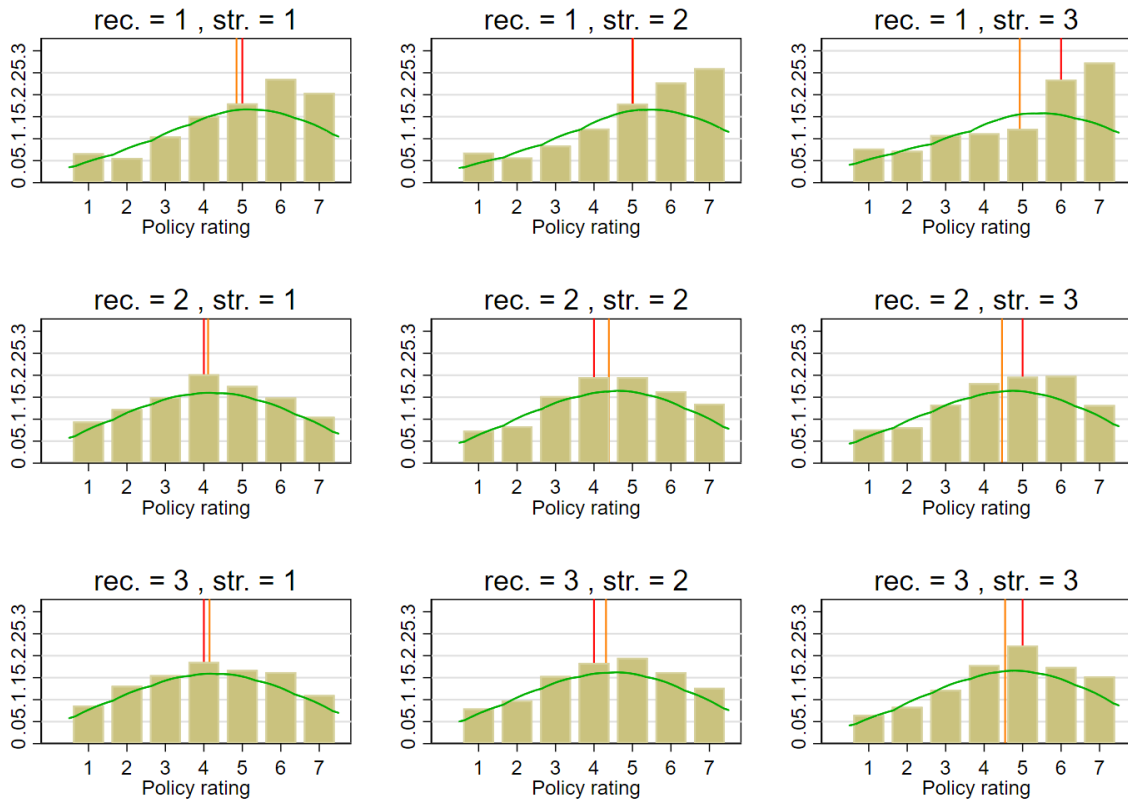 rec. = 1 , str. = 1
0 .05 .1 .15 .2 .25 .3
1 2 3 4 5 6 7
Policy rating
rec. = 1 , str. = 2
0 .05 .1 .15 .2 .25 .3
1 2 3 4 5 6 7
Policy rating
rec. = 1 , str. = 3
0 .05 .1 .15 .2 .25 .3
1 2 3 4 5 6 7
Policy rating
rec. = 2 , str. = 1
0 .05 .1 .15 .2 .25 .3
1 2 3 4 5 6 7
Policy rating
rec. = 2 , str. = 2
0 .05 .1 .15 .2 .25 .3
1 2 3 4 5 6 7
Policy rating
rec. = 2 , str. = 3
0 .05 .1 .15 .2 .25 .3
1 2 3 4 5 6 7
Policy rating
rec. = 3 , str. = 1
0 .05 .1 .15 .2 .25 .3
1 2 3 4 5 6 7
Policy rating
rec. = 3 , str. = 2
0 .05 .1 .15 .2 .25 .3
1 2 3 4 5 6 7
Policy rating
rec. = 3 , str. = 3
0 .05 .1 .15 .2 .25 .3
1 2 3 4 5 6 7
Policy rating